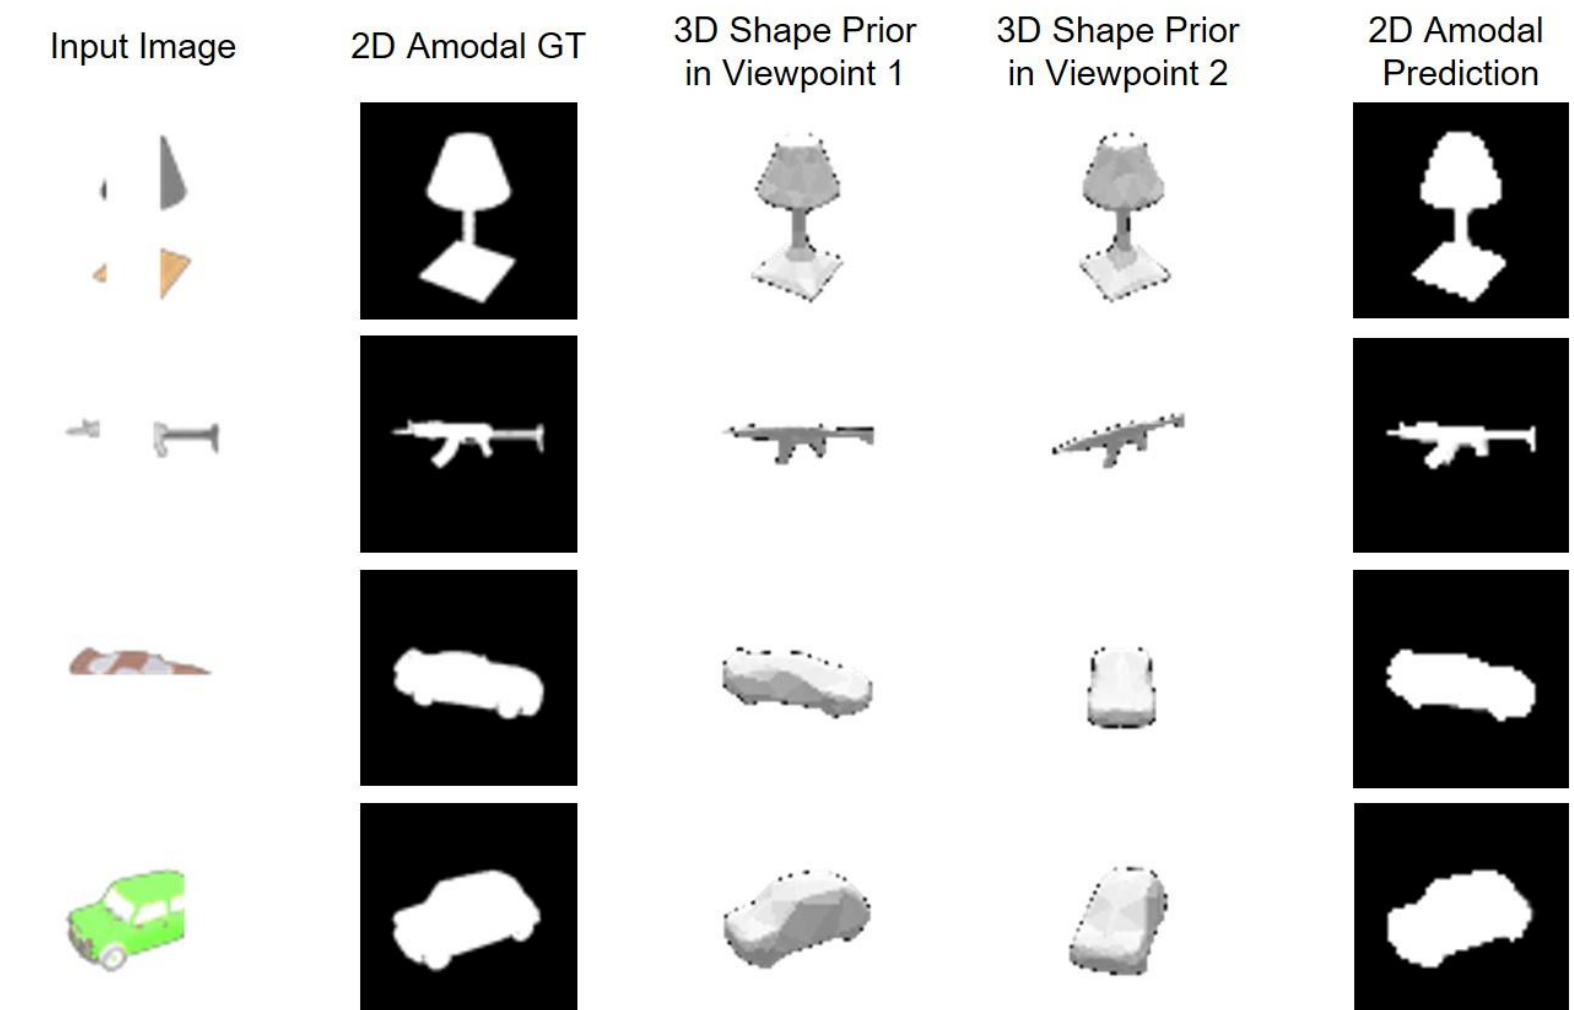 Input Image
2D Amodal GT
3D Shape Prior
in Viewpoint 1
3D Shape Prior
in Viewpoint 2
2D Amodal
Prediction